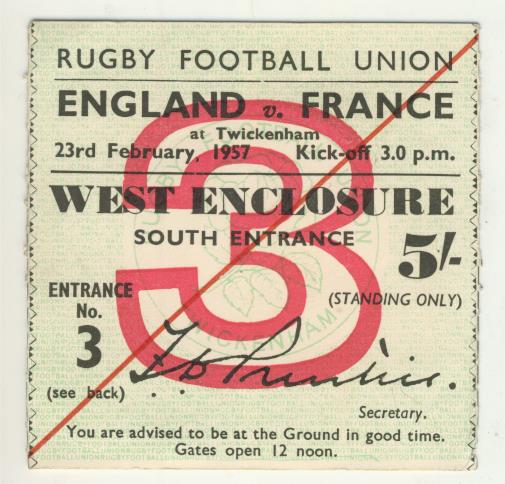 RUGBY FOOTBALL UNION
ENGLAND v. FRANCE
at Twickenham
23rd February, 1957 Kick-off 3.0 p.m.
WEST ENCLOSURE
SOUTH ENTRANCE
5/-
(STANDING ONLY)
ENTRANCE
No.
3
3
(see back)
Secretary.
You are advised to be at the Ground in good time.
Gates open 12 noon.